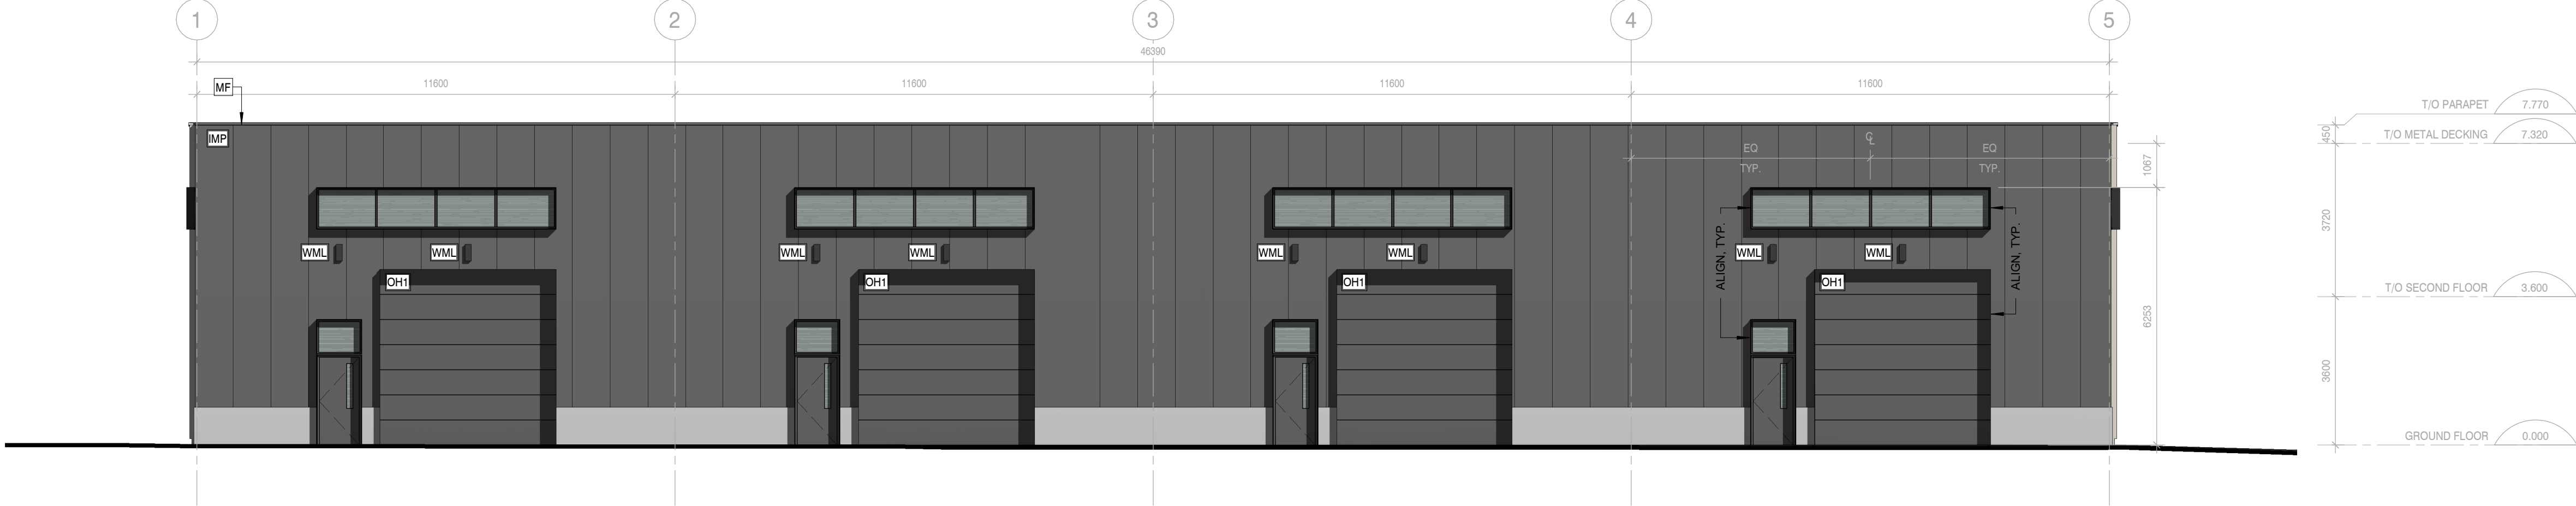 1 2 3 4 5
46390
11600 11600 11600 11600
MF
T/O PARAPET 7.770
450
T/O METAL DECKING 7.320
IMP
℄
EQ EQ
TYP. TYP.
1067
3720
ALIGN, TYP. ALIGN, TYP.
WML WML WML WML WML WML WML WML
OH1 OH1 OH1 OH1
T/O SECOND FLOOR 3.600
6253
3600
GROUND FLOOR 0.000